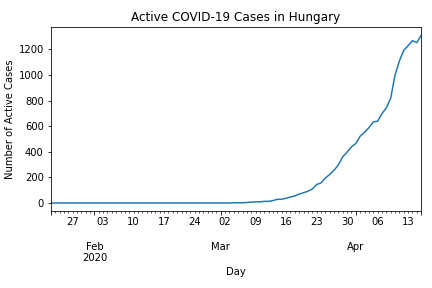 Active COVID-19 Cases in Hungary
Number of Active Cases
1200
1000
800
600
400
200
0
27 03 10 17 24 02 09 16 23 30 06 13
Feb Mar Apr
2020
Day